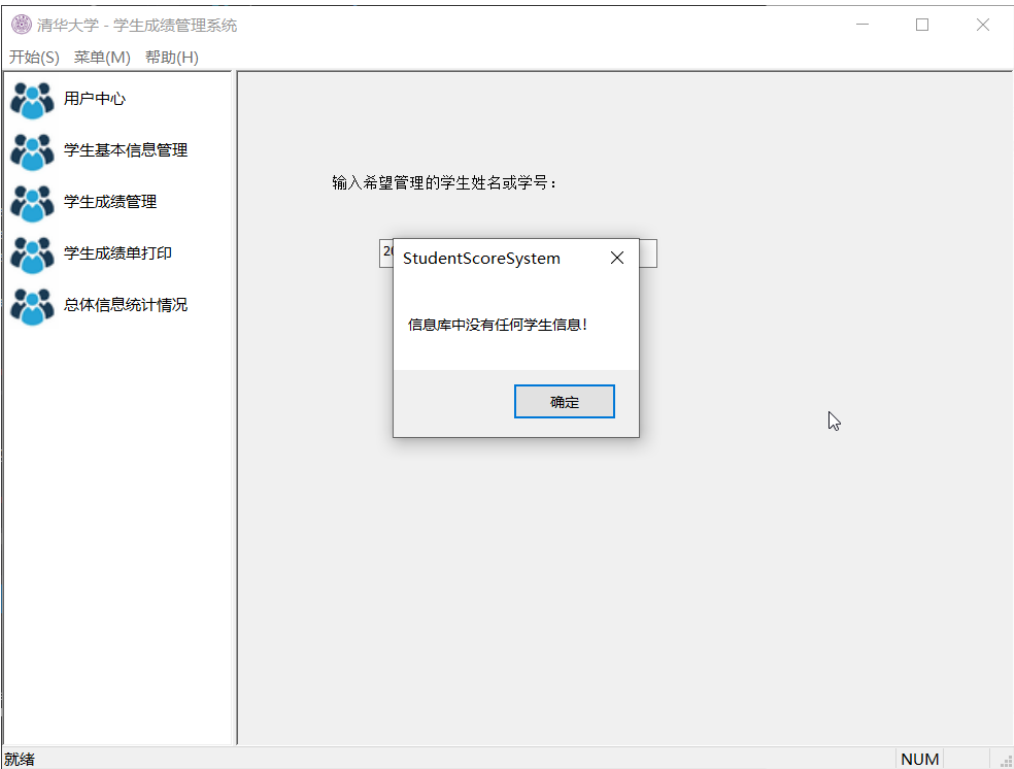 清华大学 - 学生成绩管理系统
开始(S) 菜单(M) 帮助(H)
用户中心
学生基本信息管理
学生成绩管理
学生成绩单打印
总体信息统计情况
输入希望管理的学生姓名或学号：
StudentScoreSystem
信息库中没有任何学生信息！
确定
就绪
NUM